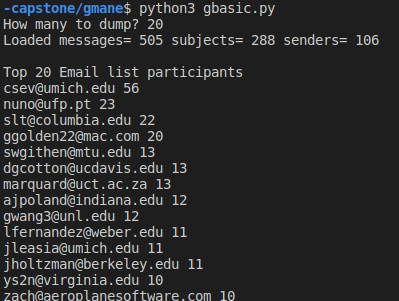 -capstone/gmane$ python3 gbasic.py
How many to dump? 20
Loaded messages= 505 subjects= 288 senders= 106
Top 20 Email list participants
csev@umich.edu 56
nuno@ufp.pt 23
slt@columbia.edu 22
ggolden22@mac.com 20
swgithen@mtu.edu 13
dgcotton@ucdavis.edu 13
marquard@uct.ac.za 13
ajpoland@indiana.edu 12
gwang3@unl.edu 12
lfernandez@weber.edu 11
jleasia@umich.edu 11
jholtzman@berkeley.edu 11
ys2n@virginia.edu 10
zach@aeroplanesoftware.com 10